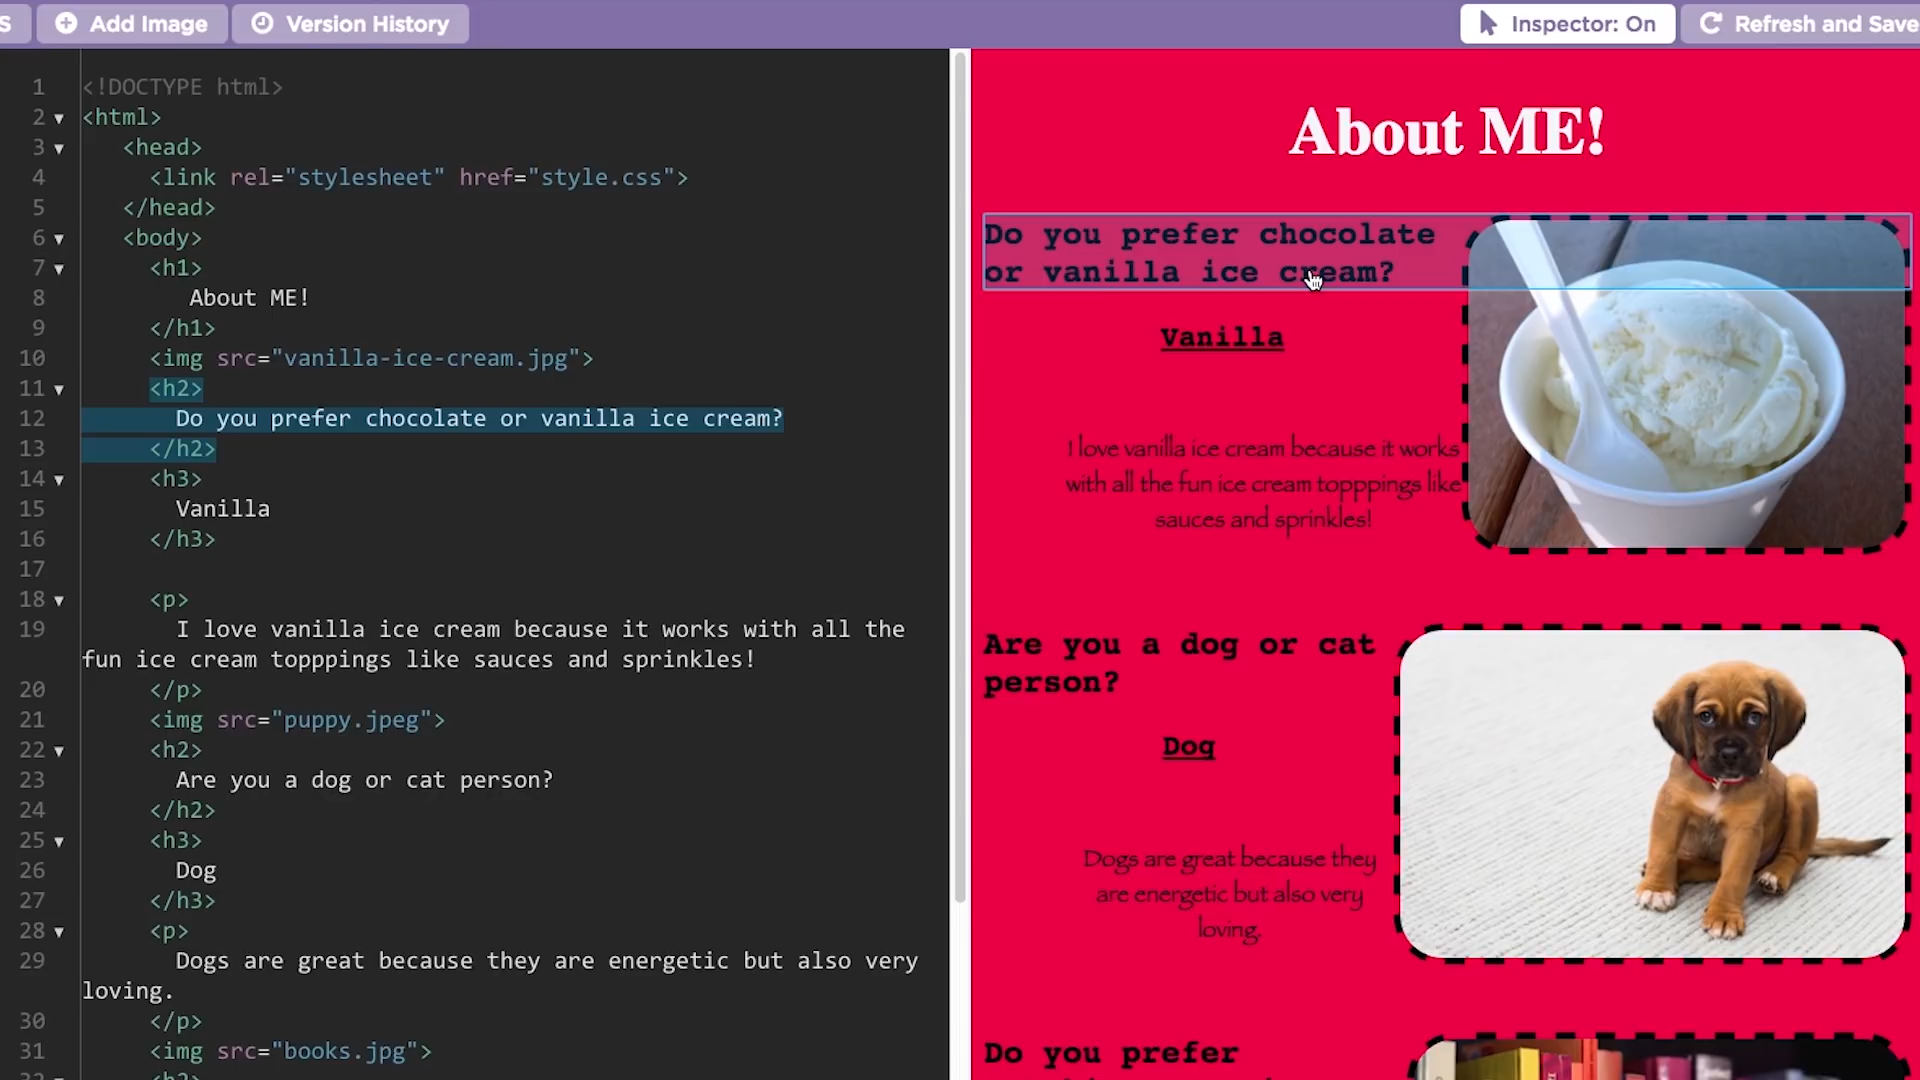 S
Add Image
Version History
Inspector: On
Refresh and Save
1 <!DOCTYPE html>
2 <html>
3 <head>
4 <link rel="stylesheet" href="style.css">
5 </head>
6 <body>
7 <h1>
8 About ME!
9 </h1>
10 <img src="vanilla-ice-cream.jpg">
11 <h2>
12 Do you prefer chocolate or vanilla ice cream?
13 </h2>
14 <h3>
15 Vanilla
16 </h3>
17
18 <p>
19 I love vanilla ice cream because it works with all the
fun ice cream topppings like sauces and sprinkles!
20 </p>
21 <img src="puppy.jpeg">
22 <h2>
23 Are you a dog or cat person?
24 </h2>
25 <h3>
26 Dog
27 </h3>
28 <p>
29 Dogs are great because they are energetic but also very
loving.
30 </p>
31 <img src="books.jpg">
32 <h2>
About ME!
Do you prefer chocolate
or vanilla ice cream?
Vanilla
I love vanilla ice cream because it works
with all the fun ice cream topppings like
sauces and sprinkles!
Are you a dog or cat
person?
Dog
Dogs are great because they
are energetic but also very
loving.
Do you prefer